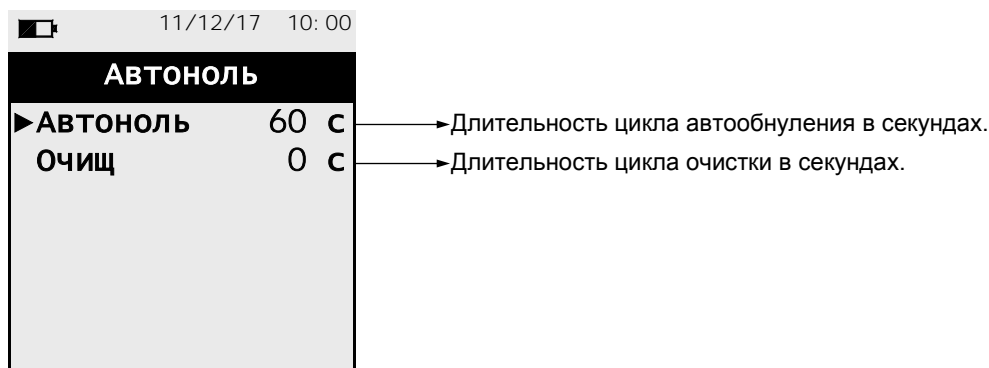 11/12/17 10:00
Автоноль
►Автоноль 60 с Длительность цикла автообнуления в секундах.
Очищ 0 с Длительность цикла очистки в секундах.